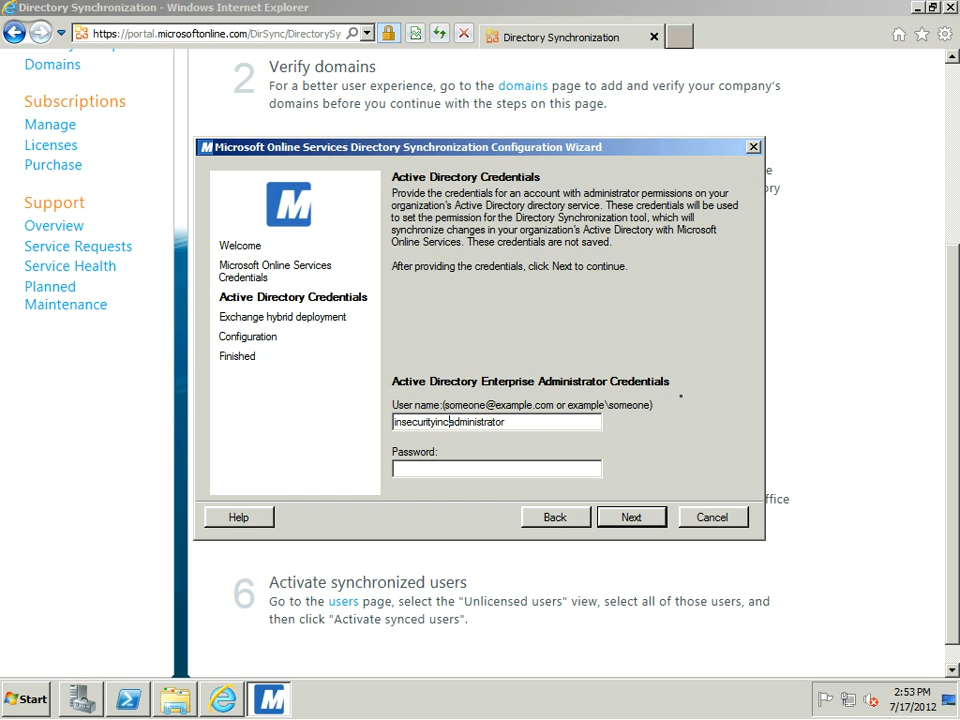 Directory Synchronization - Windows Internet Explorer
https://portal.microsoftonline.com/DirSync/DirectorySy
Directory Synchronization
Domains
Subscriptions
Manage
Licenses
Purchase
Support
Overview
Service Requests
Service Health
Planned
Maintenance
2
Verify domains
For a better user experience, go to the domains page to add and verify your company's
domains before you continue with the steps on this page.
Microsoft Online Services Directory Synchronization Configuration Wizard
Welcome
Microsoft Online Services
Credentials
Active Directory Credentials
Exchange hybrid deployment
Configuration
Finished
Active Directory Credentials
Provide the credentials for an account with administrator permissions on your
organization's Active Directory directory service. These credentials will be used
to set the permission for the Directory Synchronization tool, which will
synchronize changes in your organization's Active Directory with Microsoft
Online Services. These credentials are not saved.
After providing the credentials, click Next to continue.
Active Directory Enterprise Administrator Credentials
User name:(someone@example.com or example\someone)
insecurityincadministrator
Password:
Help
Back
Next
Cancel
6
Activate synchronized users
Go to the users page, select the "Unlicensed users" view, select all of those users, and
then click "Activate synced users".
Start
2:53 PM
7/17/2012